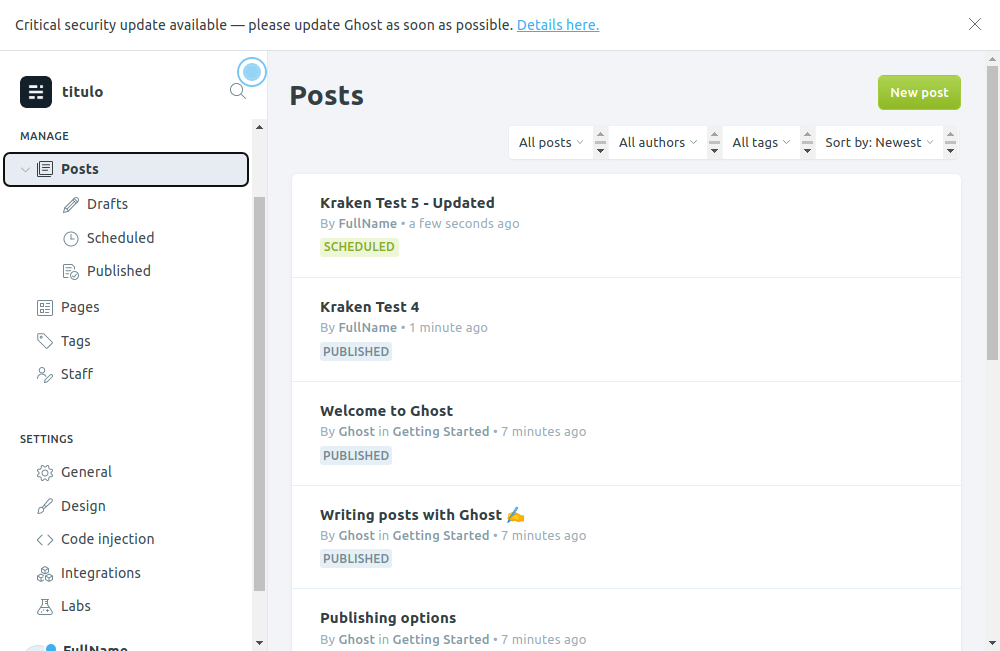 Critical security update available — please update Ghost as soon as possible. Details here.
titulo
MANAGE
Posts
Drafts
Scheduled
Published
Pages
Tags
Staff
SETTINGS
General
Design
Code injection
Integrations
Labs
FullName
Posts
New post
All posts
All authors
All tags
Sort by: Newest
Kraken Test 5 - Updated
By FullName • a few seconds ago
SCHEDULED
Kraken Test 4
By FullName • 1 minute ago
PUBLISHED
Welcome to Ghost
By Ghost in Getting Started • 7 minutes ago
PUBLISHED
Writing posts with Ghost ✍️
By Ghost in Getting Started • 7 minutes ago
PUBLISHED
Publishing options
By Ghost in Getting Started • 7 minutes ago